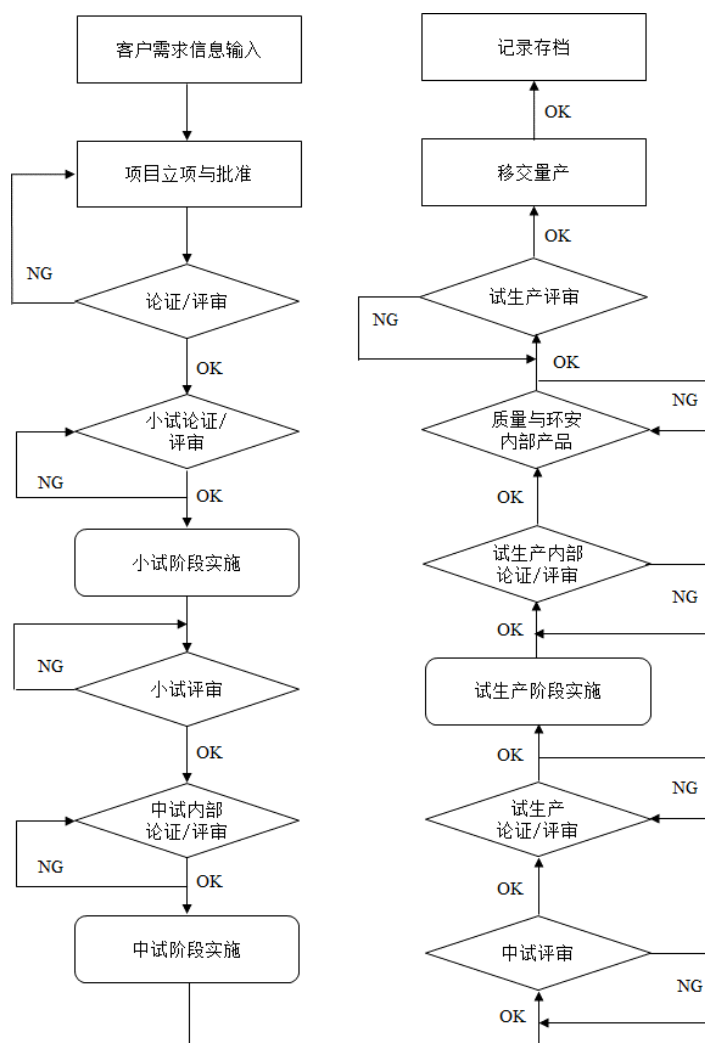 客户需求信息输入
项目立项与批准
NG
论证/评审
OK
小试论证/
评审
NG
OK
小试阶段实施
NG
小试评审
OK
中试内部
论证/评审
NG
OK
中试阶段实施
记录存档
OK
移交量产
OK
试生产评审
NG
OK
NG
质量与环安
内部产品
OK
试生产内部
论证/评审
NG
OK
试生产阶段实施
OK
NG
试生产
论证/评审
OK
中试评审
NG
OK